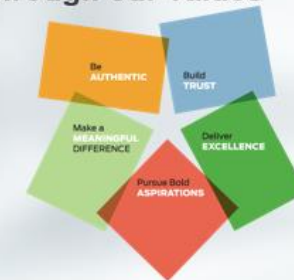 Be
AUTHENTIC
Build
TRUST
Make a
MEANINGFUL
DIFFERENCE
Deliver
EXCELLENCE
Pursue Bold
ASPIRATIONS